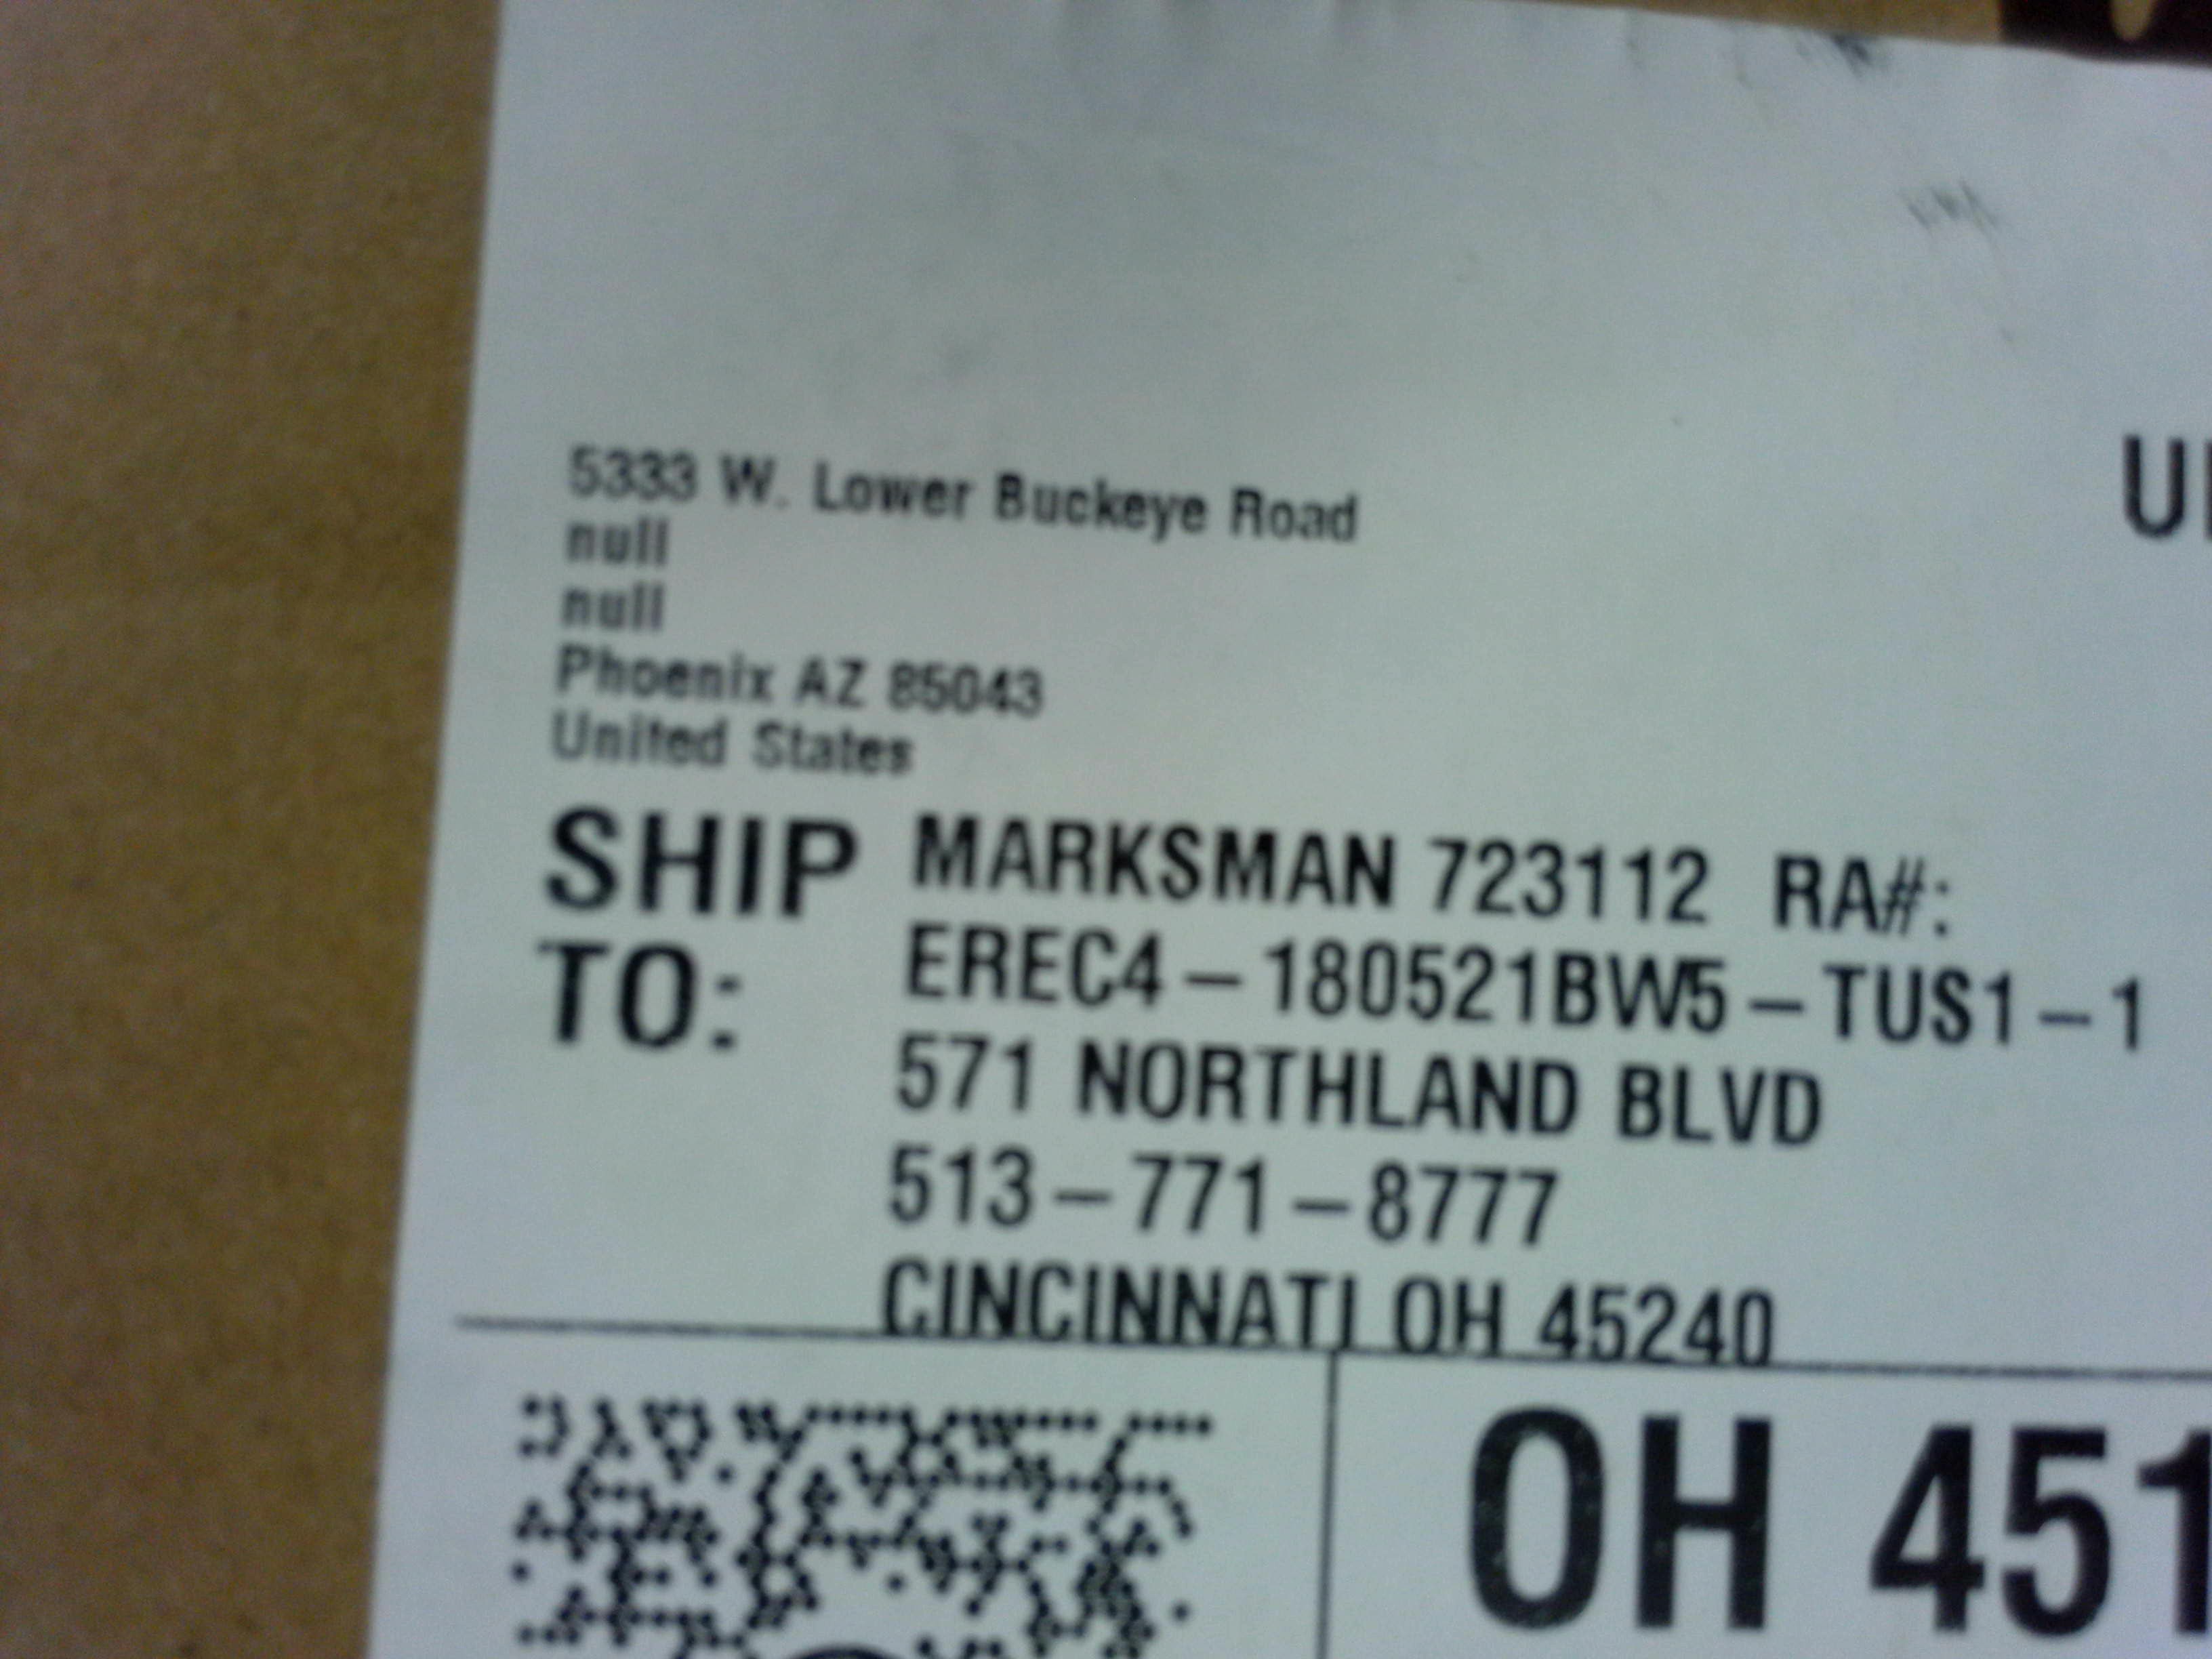 5333 W. Lower Buckeye Road
null
null
Phoenix AZ 85043
United States
SHIP TO:
MARKSMAN 723112 RA#:
EREC4-180521BW5-TUS1-1
571 NORTHLAND BLVD
513-771-8777
CINCINNATI OH 45240
OH 451